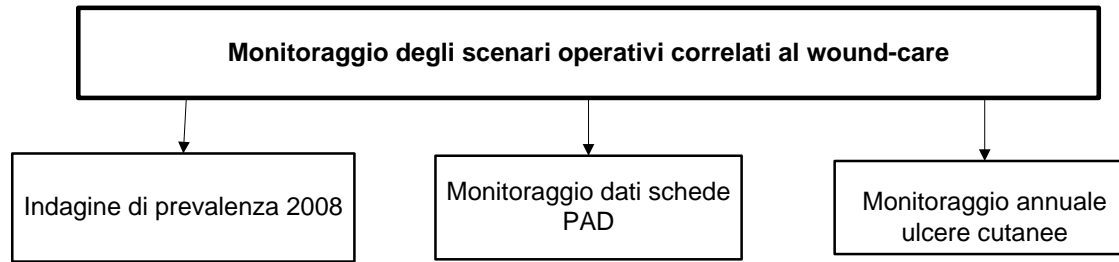 Monitoraggio degli scenari operativi correlati al wound-care
Indagine di prevalenza 2008
Monitoraggio dati schede
PAD
Monitoraggio annuale
ulcere cutanee